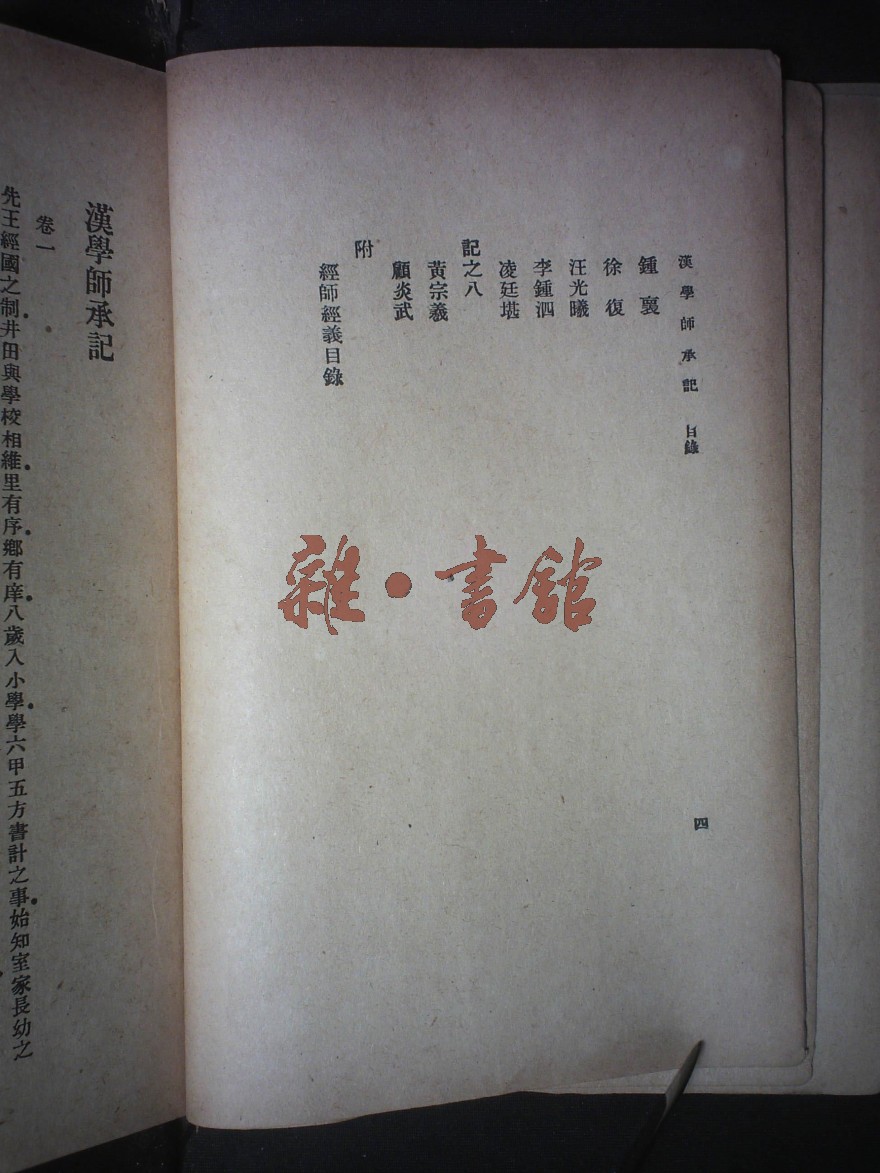 漢學師承記 目錄
鍾褱
徐復
汪光爔
李鍾泗
凌廷堪
記之八
黃宗羲
顧炎武
附
經師經義目錄
四
雜·書館
漢學師承記
卷一
先王經國之制井田與學校相維里有序鄉有庠八歲入小學學六甲五方書計之事始知室家長幼之